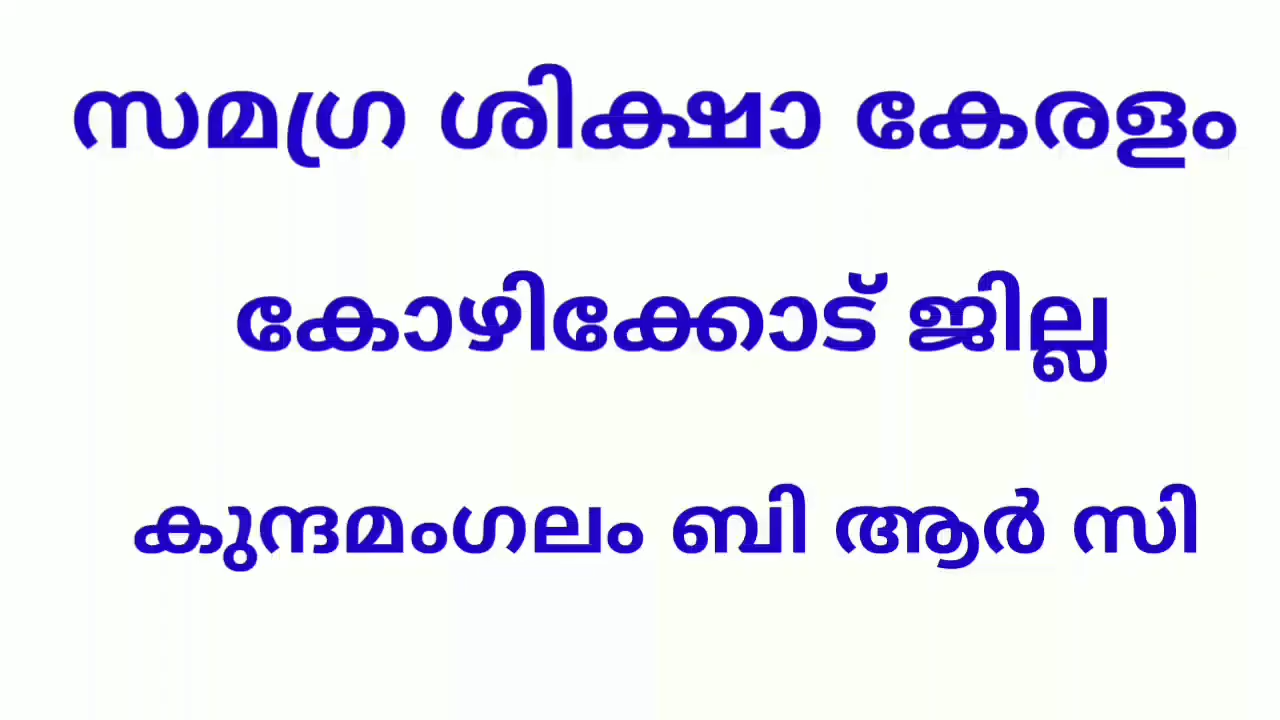 സമഗ്ര ശിക്ഷാ കേരളം
കോഴിക്കോട് ജില്ല
കുന്ദമംഗലം ബി ആർ സി